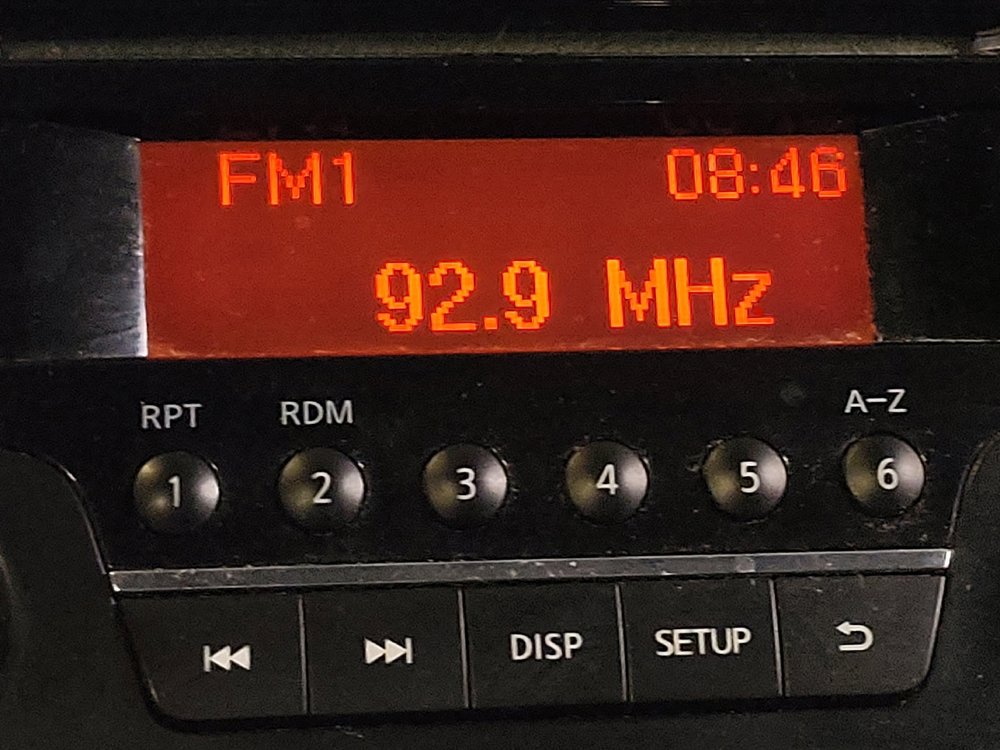 FM1 08:46
92.9 MHz
RPT RDM A-Z
1 2 3 4 5 6
DISP SETUP